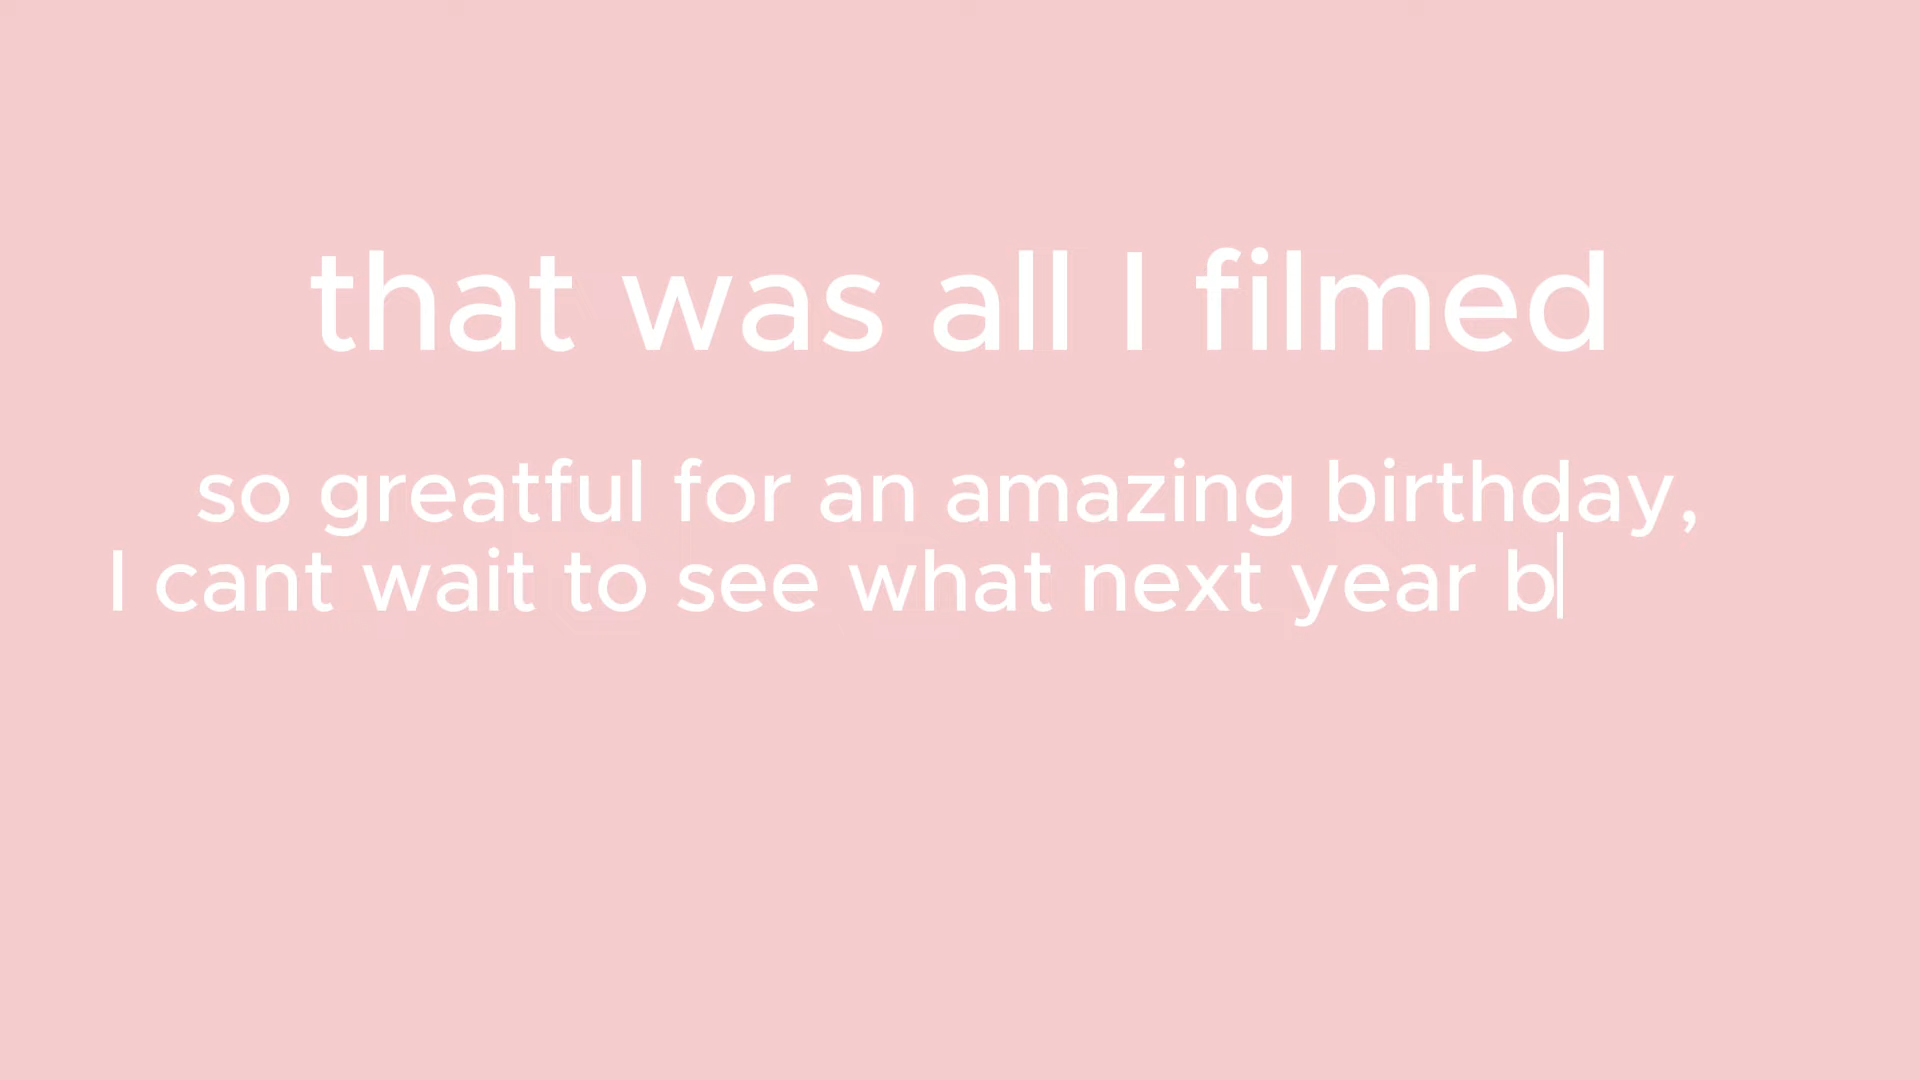 that was all I filmed
so greatful for an amazing birthday,
I cant wait to see what next year b